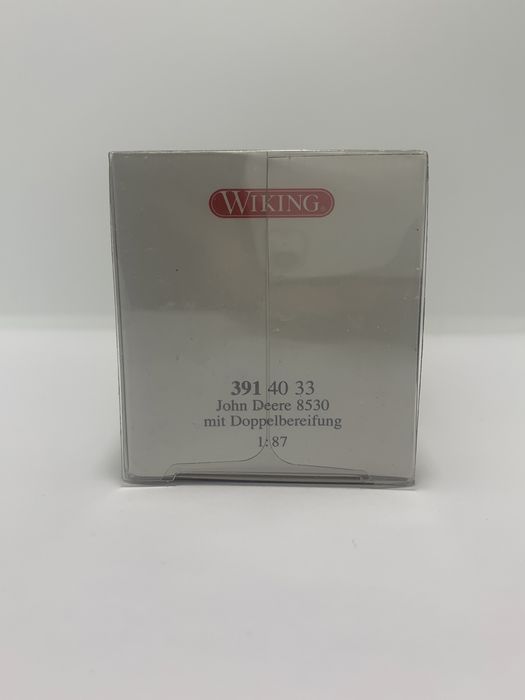 WIKING®
391 40 33
John Deere 8530
mit Doppelbereifung
1:87